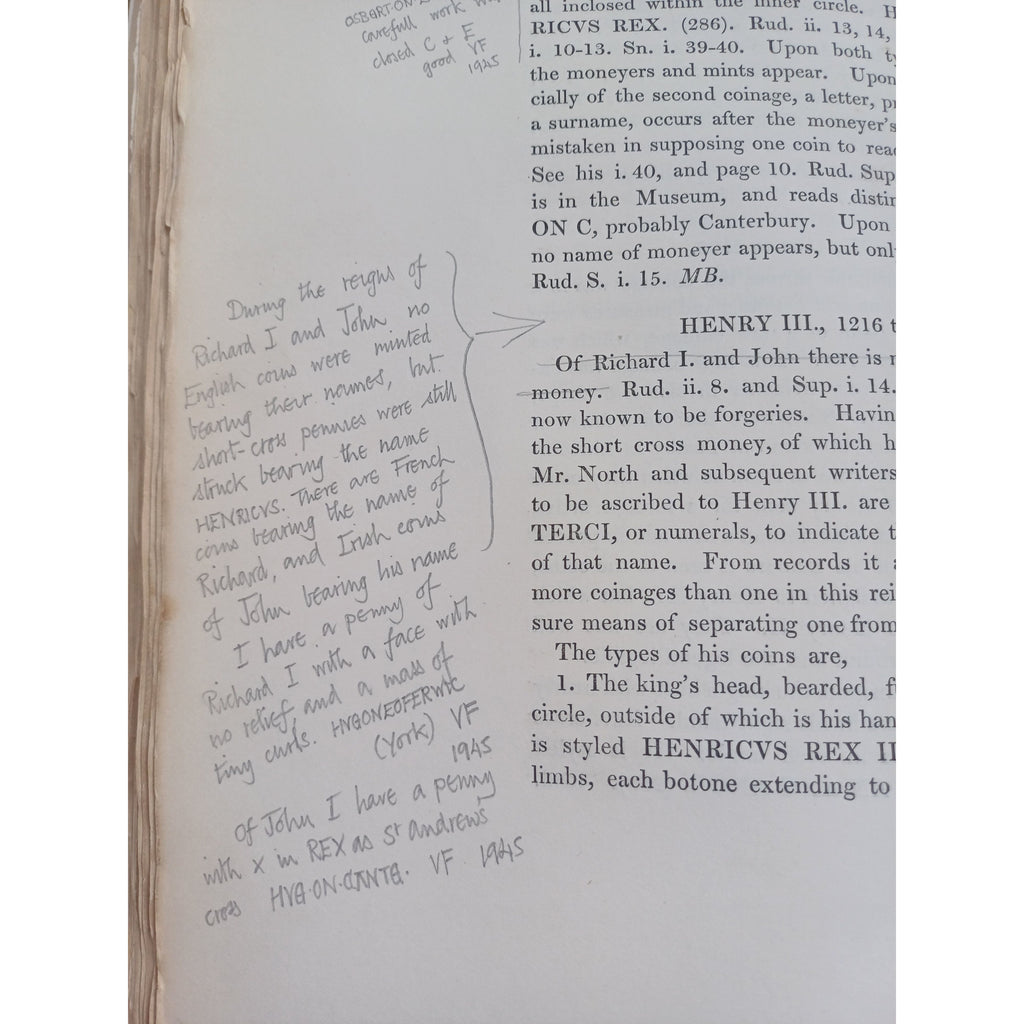 OSBART·ON
carefull work
closed C & E
good VF
1945
During the reigns of
Richard I and John no
English coins were minted
bearing their names, but
short-cross pennies were still
struck bearing the name
HENRICVS. There are French
coins bearing the name of
Richard, and Irish coins
of John bearing his name
I have a penny of
Richard I with a face with
no relief, and a mass of
tiny curls. HVGONEOFERWIC
(York) VF
1945
Of John I have a penny
with x in REX as St Andrew's
cross HVG·ON·CANTE· VF 1945
all inclosed within the inner circle. H
RICVS REX. (286). Rud. ii. 13, 14,
i. 10-13. Sn. i. 39-40. Upon both ty
the moneyers and mints appear. Upon
cially of the second coinage, a letter, pr
a surname, occurs after the moneyer's
mistaken in supposing one coin to rea
See his i. 40, and page 10. Rud. Sup
is in the Museum, and reads distin
ON C, probably Canterbury. Upon
no name of moneyer appears, but onl
Rud. S. i. 15. MB.
HENRY III., 1216 t
Of Richard I. and John there is n
money. Rud. ii. 8. and Sup. i. 14.
now known to be forgeries. Havin
the short cross money, of which h
Mr. North and subsequent writers
to be ascribed to Henry III. are
TERCI, or numerals, to indicate t
of that name. From records it a
more coinages than one in this rei
sure means of separating one from
The types of his coins are,
1. The king's head, bearded, f
circle, outside of which is his han
is styled HENRICVS REX II
limbs, each botone extending to